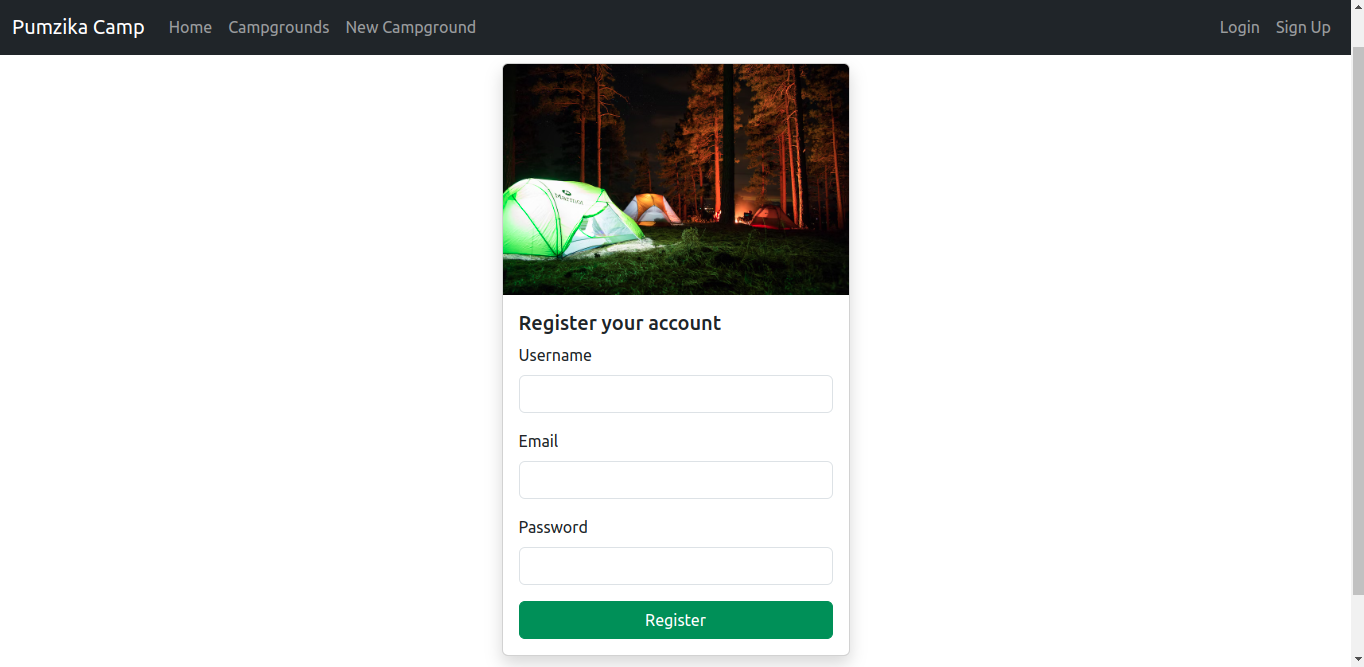 Pumzika Camp Home Campgrounds New Campground Login Sign Up
Register your account
Username
Email
Password
Register